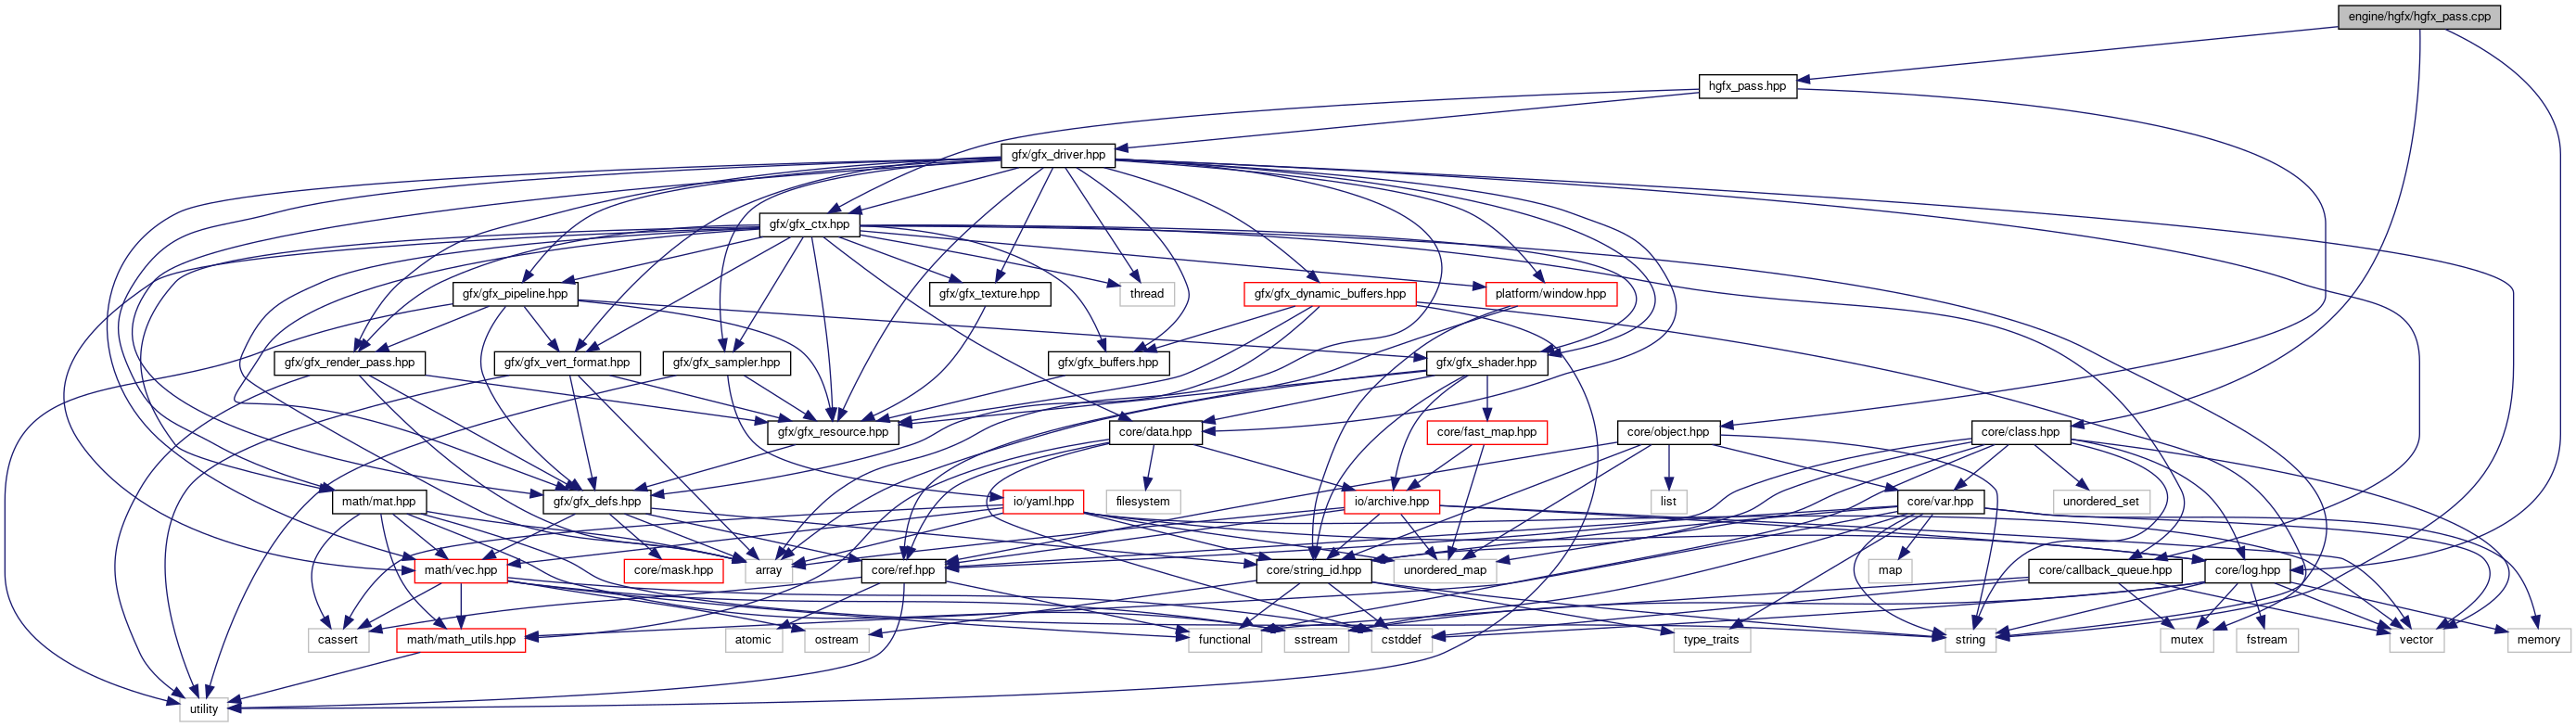 engine/hgfx/hgfx_pass.cpp
hgfx_pass.hpp
gfx/gfx_driver.hpp
gfx/gfx_ctx.hpp
gfx/gfx_pipeline.hpp
gfx/gfx_texture.hpp
thread
gfx/gfx_dynamic_buffers.hpp
platform/window.hpp
gfx/gfx_render_pass.hpp
gfx/gfx_vert_format.hpp
gfx/gfx_sampler.hpp
gfx/gfx_buffers.hpp
gfx/gfx_shader.hpp
gfx/gfx_resource.hpp
core/data.hpp
core/fast_map.hpp
core/object.hpp
core/class.hpp
math/mat.hpp
gfx/gfx_defs.hpp
io/yaml.hpp
filesystem
io/archive.hpp
list
core/var.hpp
unordered_set
math/vec.hpp
core/mask.hpp
array
core/ref.hpp
core/string_id.hpp
unordered_map
map
core/callback_queue.hpp
core/log.hpp
cassert
math/math_utils.hpp
atomic
ostream
functional
sstream
cstddef
type_traits
string
mutex
fstream
vector
memory
utility